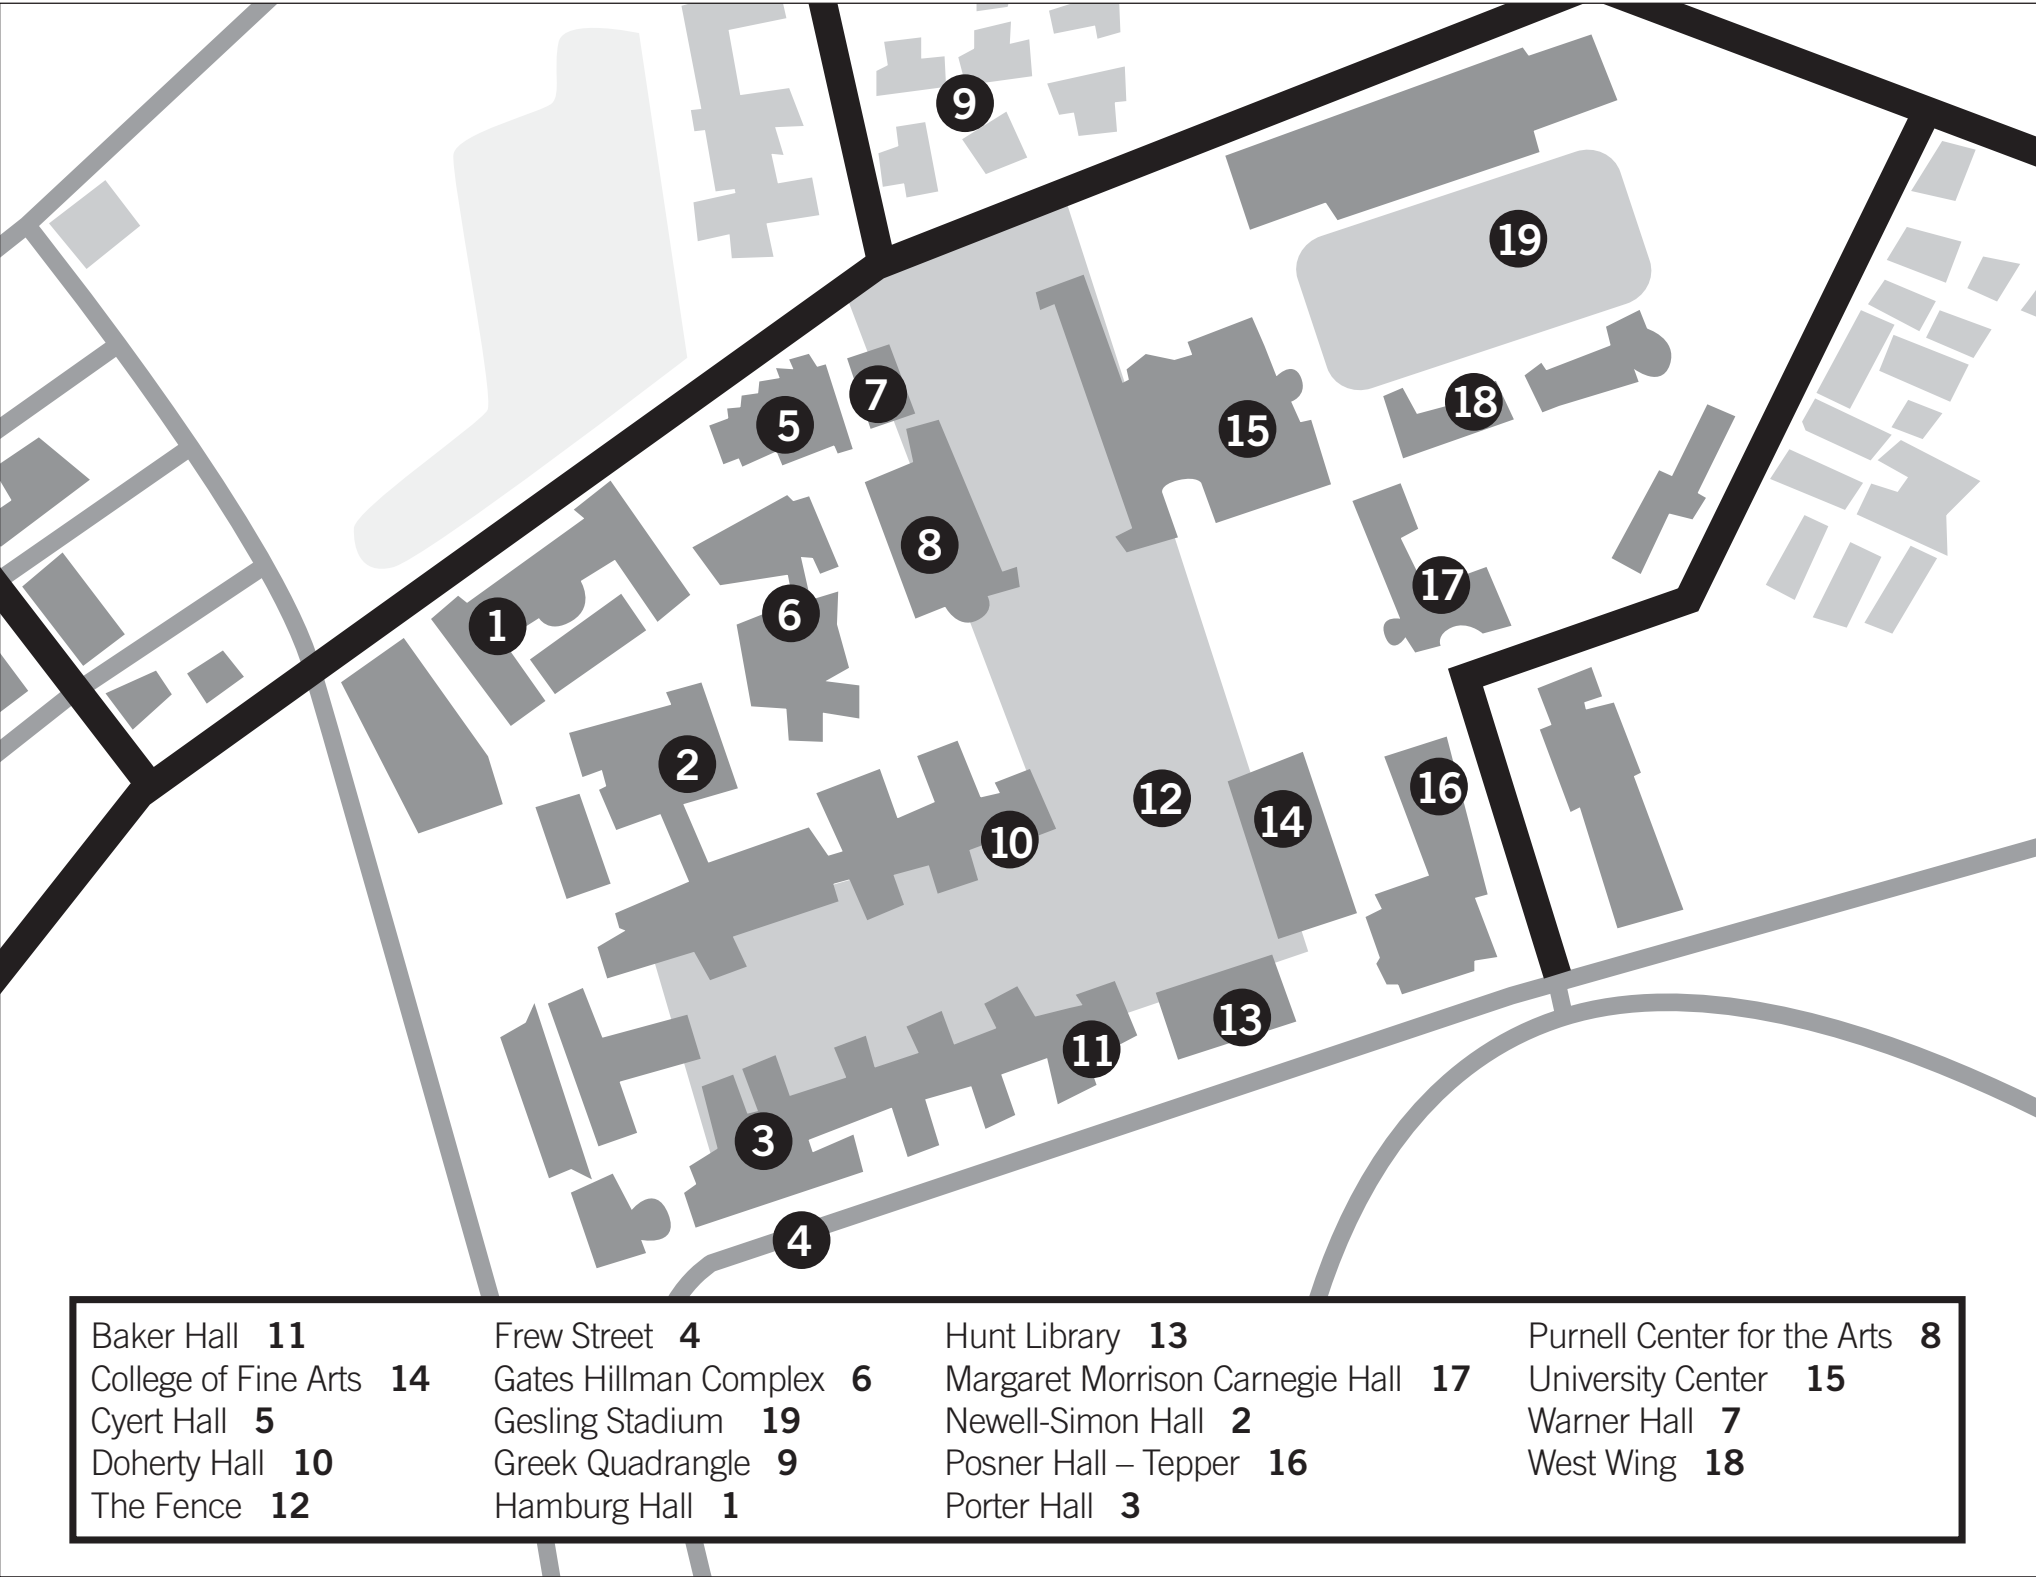 9
19
7
5
18
15
8
17
6
1
2
16
12
14
10
13
11
3
4
Baker Hall 11
College of Fine Arts 14
Cyert Hall 5
Doherty Hall 10
The Fence 12
Frew Street 4
Gates Hillman Complex 6
Gesling Stadium 19
Greek Quadrangle 9
Hamburg Hall 1
Hunt Library 13
Margaret Morrison Carnegie Hall 17
Newell-Simon Hall 2
Posner Hall – Tepper 16
Porter Hall 3
Purnell Center for the Arts 8
University Center 15
Warner Hall 7
West Wing 18